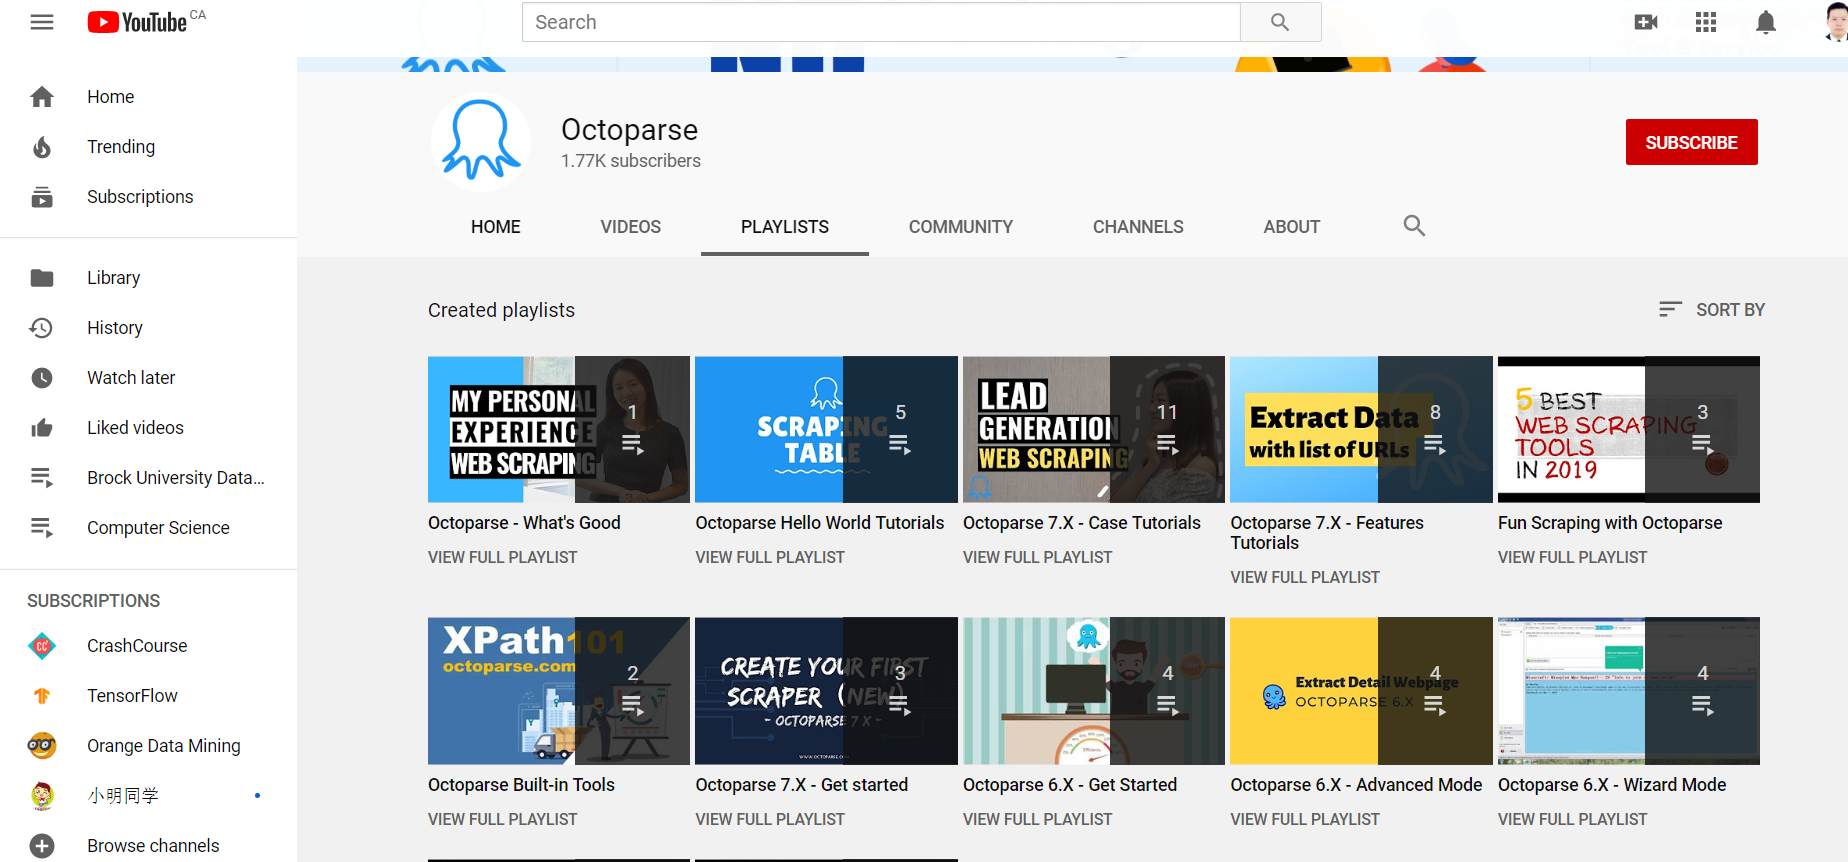 YouTube CA
Search
Home
Trending
Subscriptions
Library
History
Watch later
Liked videos
Brock University Data...
Computer Science
SUBSCRIPTIONS
CrashCourse
TensorFlow
Orange Data Mining
小明同学
Browse channels
Octoparse
1.77K subscribers
SUBSCRIBE
HOME
VIDEOS
PLAYLISTS
COMMUNITY
CHANNELS
ABOUT
Created playlists
SORT BY
MY PERSONAL
EXPERIENCE
WEB SCRAPING
1
Octoparse - What's Good
VIEW FULL PLAYLIST
SCRAPING
TABLE
5
Octoparse Hello World Tutorials
VIEW FULL PLAYLIST
LEAD
GENERATION
WEB SCRAPING
11
Octoparse 7.X - Case Tutorials
VIEW FULL PLAYLIST
Extract Data
with list of URLs
8
Octoparse 7.X - Features
Tutorials
VIEW FULL PLAYLIST
5 BEST
WEB SCRAPING
TOOLS
IN 2019
3
Fun Scraping with Octoparse
VIEW FULL PLAYLIST
XPath101
octoparse.com
2
Octoparse Built-in Tools
VIEW FULL PLAYLIST
CREATE YOUR FIRST
SCRAPER (NEW)
- OCTOPARSE 7 X -
WWW.OCTOPARSE.COM
3
Octoparse 7.X - Get started
VIEW FULL PLAYLIST
4
Octoparse 6.X - Get Started
VIEW FULL PLAYLIST
Extract Detail Webpage
OCTOPARSE 6.X
4
Octoparse 6.X - Advanced Mode
VIEW FULL PLAYLIST
4
Octoparse 6.X - Wizard Mode
VIEW FULL PLAYLIST